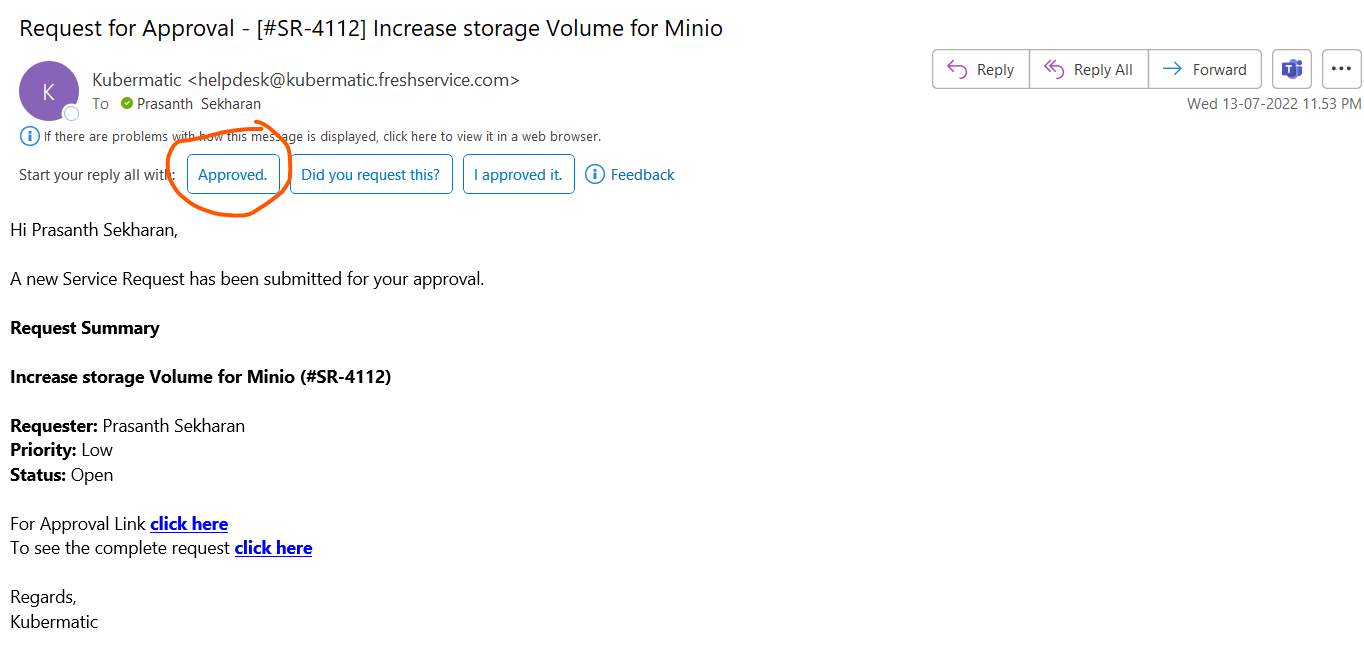 Request for Approval - [#SR-4112] Increase storage Volume for Minio
K
Kubermatic <helpdesk@kubermatic.freshservice.com>
To Prasanth Sekharan
Reply
Reply All
Forward
Wed 13-07-2022 11.53 PM
If there are problems with how this message is displayed, click here to view it in a web browser.
Start your reply all with: Approved. Did you request this? I approved it. Feedback
Hi Prasanth Sekharan,
A new Service Request has been submitted for your approval.
Request Summary
Increase storage Volume for Minio (#SR-4112)
Requester: Prasanth Sekharan
Priority: Low
Status: Open
For Approval Link click here
To see the complete request click here
Regards,
Kubermatic